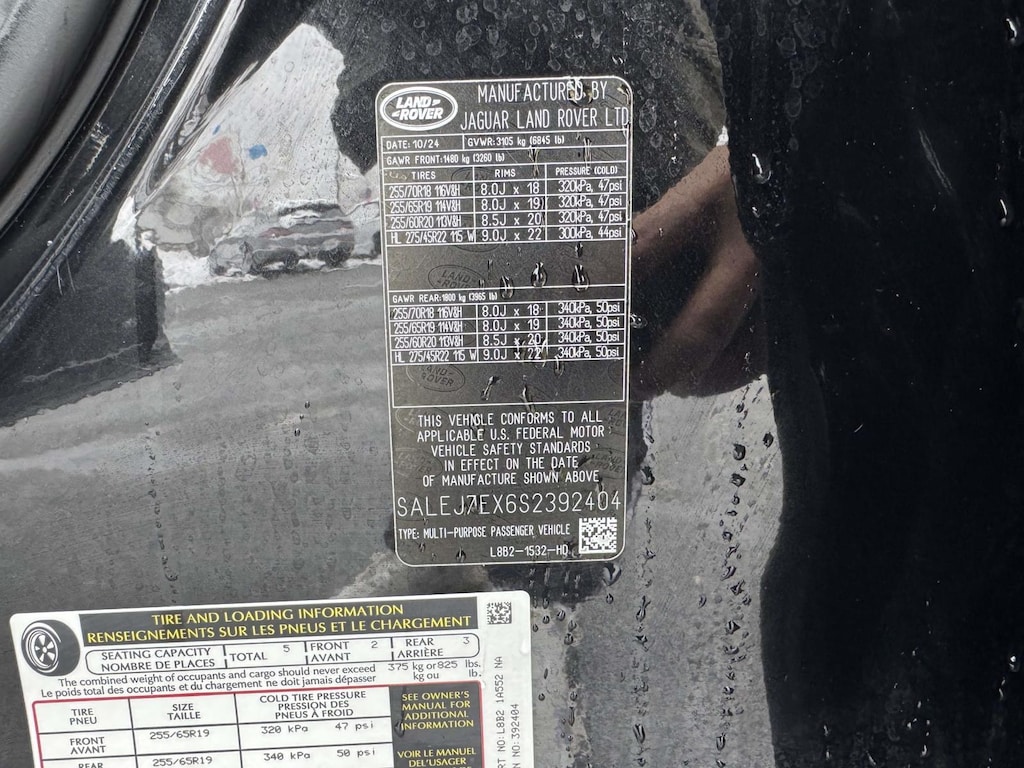 LAND ROVER
MANUFACTURED BY
JAGUAR LAND ROVER LTD
DATE: 10/24 GVWR: 3105 kg (6845 lb)
GAWR FRONT: 1480 kg (3260 lb)
TIRES RIMS PRESSURE (COLD)
255/70R18 116V&H 8.0J x 18 320kPa, 47psi
255/65R19 114V&H 8.0J x 19 320kPa, 47psi
255/60R20 113V&H 8.5J x 20 320kPa, 47psi
HL 275/45R22 115 W 9.0J x 22 300kPa, 44psi
GAWR REAR: 1800 kg (3965 lb)
255/70R18 116V&H 8.0J x 18 340kPa, 50psi
255/65R19 114V&H 8.0J x 19 340kPa, 50psi
255/60R20 113V&H 8.5J x 20 340kPa, 50psi
HL 275/45R22 115 W 9.0J x 22 340kPa, 50psi
THIS VEHICLE CONFORMS TO ALL
APPLICABLE U.S. FEDERAL MOTOR
VEHICLE SAFETY STANDARDS
IN EFFECT ON THE DATE
OF MANUFACTURE SHOWN ABOVE
SALEJ7EX6S2392404
TYPE: MULTI-PURPOSE PASSENGER VEHICLE
L8B2-1532-HD
TIRE AND LOADING INFORMATION
RENSEIGNEMENTS SUR LES PNEUS ET LE CHARGEMENT
SEATING CAPACITY TOTAL 5 FRONT 2 REAR 3
NOMBRE DE PLACES AVANT ARRIÈRE
The combined weight of occupants and cargo should never exceed 375 kg or 825 lbs.
Le poids total des occupants et du chargement ne doit jamais dépasser kg ou lb.
TIRE SIZE COLD TIRE PRESSURE
PNEU TAILLE PRESSION DES
PNEUS À FROID
SEE OWNER'S
MANUAL FOR
ADDITIONAL
INFORMATION
FRONT 255/65R19 320 kPa 47 psi
AVANT
REAR 255/65R19 340 kPa 50 psi
VOIR LE MANUEL
DE L'USAGER
PART NO: L8B2 1A552 NA
N NO: 392404